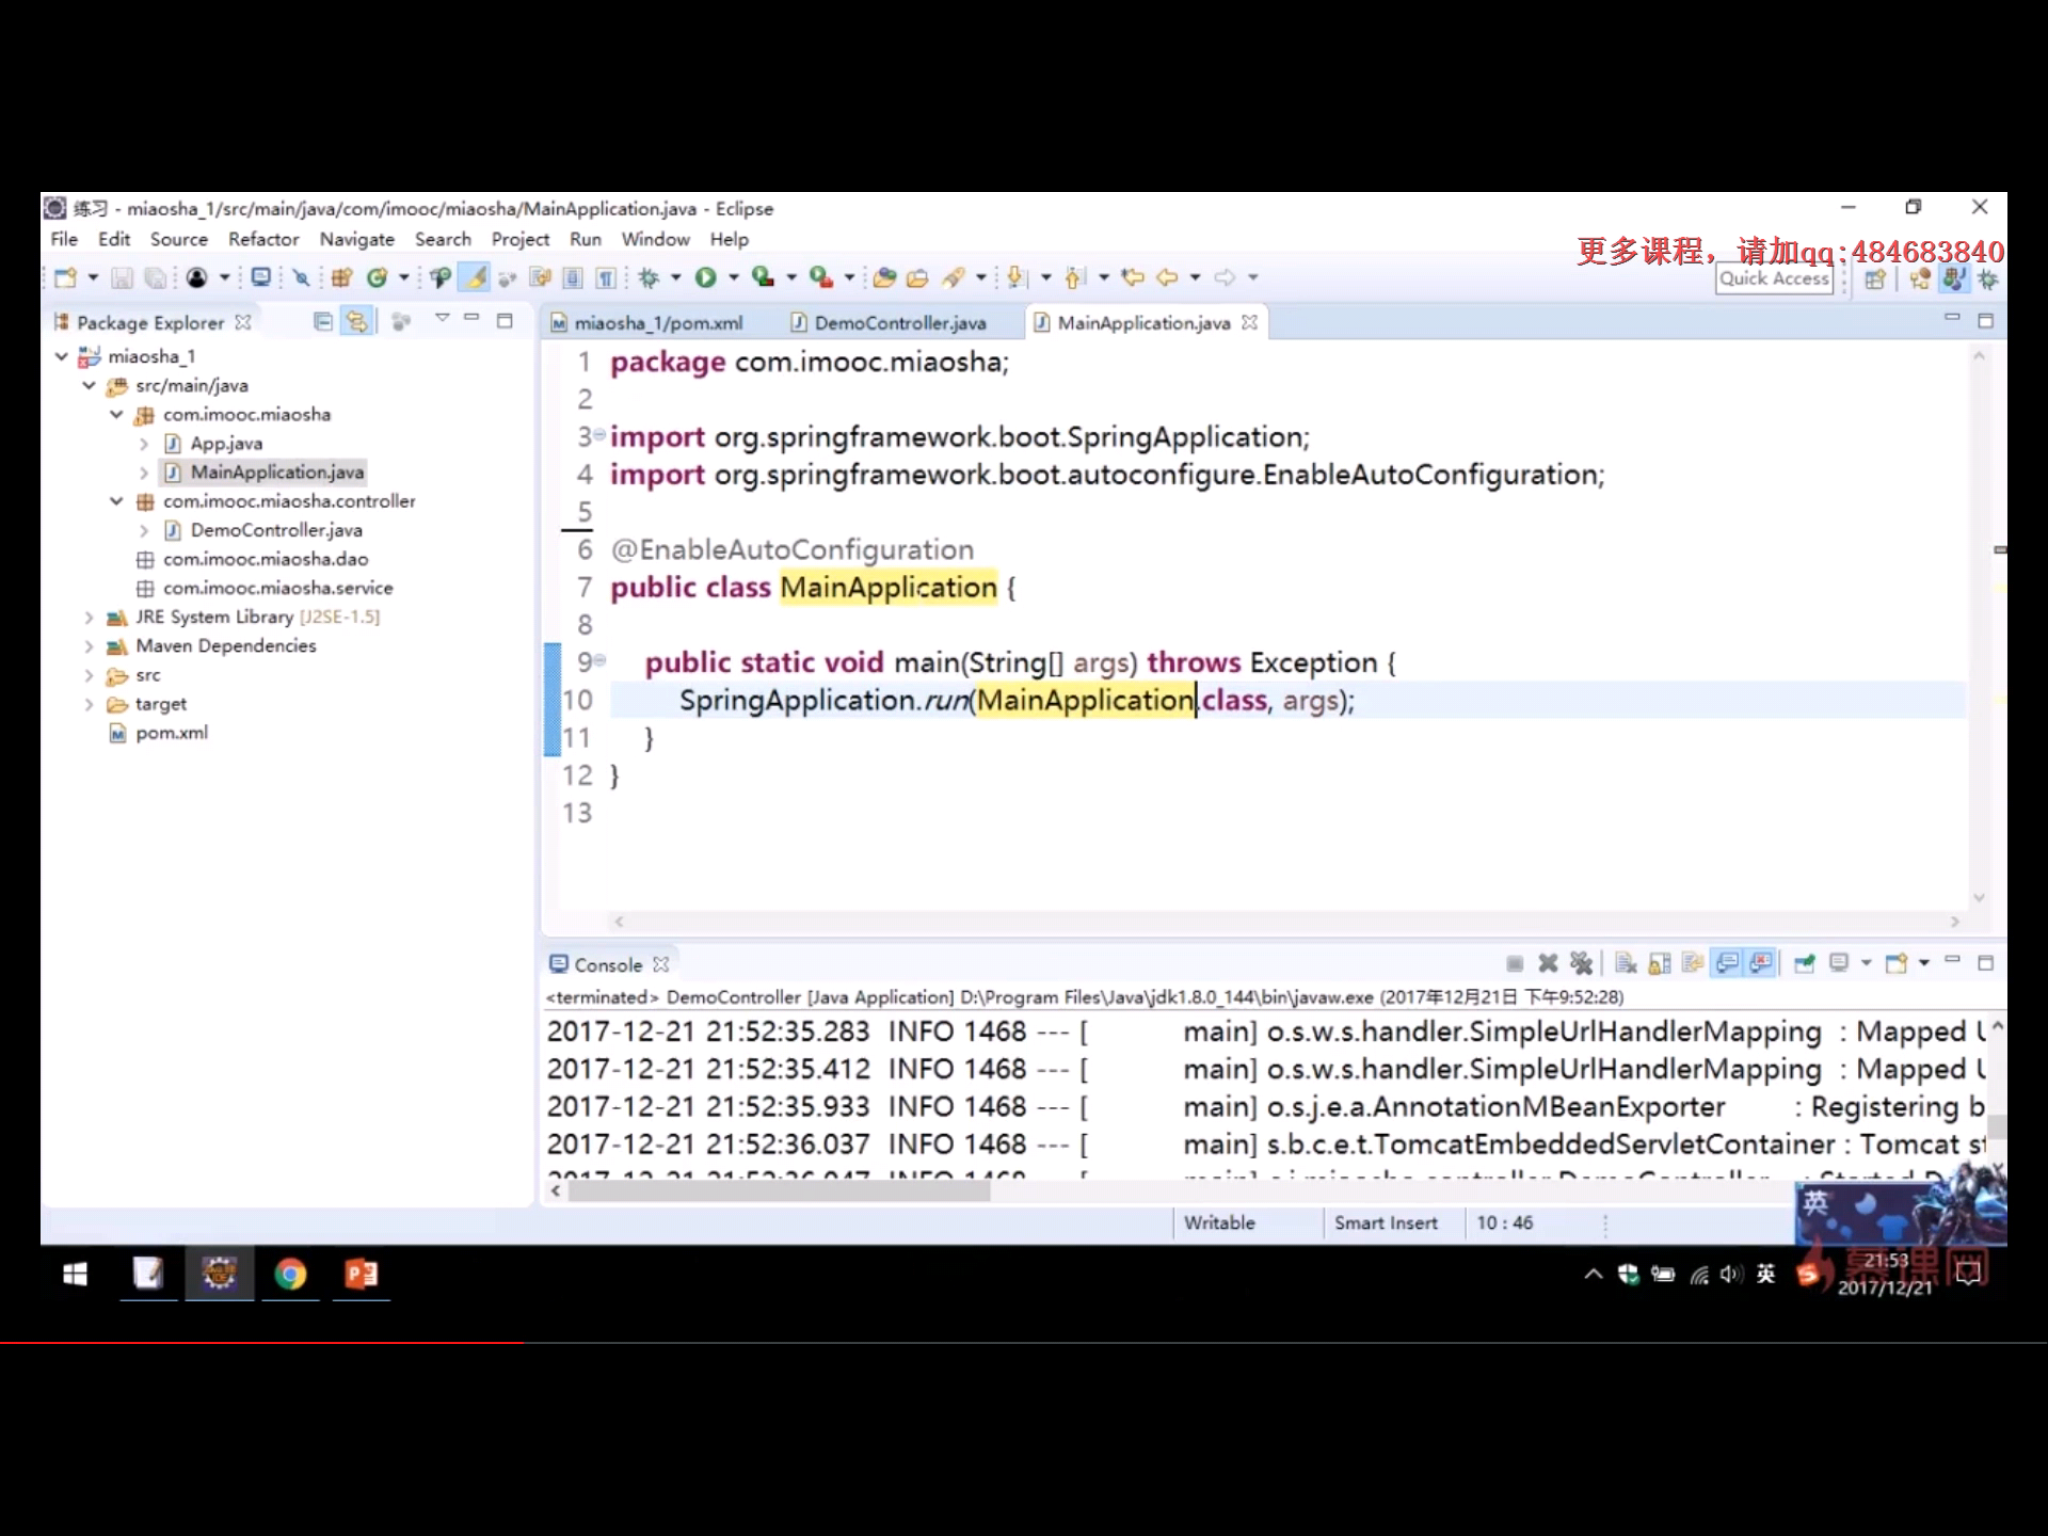 练习 - miaosha_1/src/main/java/com/imooc/miaosha/MainApplication.java - Eclipse
File Edit Source Refactor Navigate Search Project Run Window Help
更多课程，请加qq:484683840
Quick Access
Package Explorer
miaosha_1/pom.xml DemoController.java MainApplication.java
miaosha_1
src/main/java
com.imooc.miaosha
App.java
MainApplication.java
com.imooc.miaosha.controller
DemoController.java
com.imooc.miaosha.dao
com.imooc.miaosha.service
JRE System Library [J2SE-1.5]
Maven Dependencies
src
target
pom.xml
1 package com.imooc.miaosha;
2
3 import org.springframework.boot.SpringApplication;
4 import org.springframework.boot.autoconfigure.EnableAutoConfiguration;
5
6 @EnableAutoConfiguration
7 public class MainApplication {
8
9 public static void main(String[] args) throws Exception {
10 SpringApplication.run(MainApplication.class, args);
11 }
12 }
13
Console
<terminated> DemoController [Java Application] D:\Program Files\Java\jdk1.8.0_144\bin\javaw.exe (2017年12月21日 下午9:52:28)
2017-12-21 21:52:35.283 INFO 1468 --- [ main] o.s.w.s.handler.SimpleUrlHandlerMapping : Mapped
2017-12-21 21:52:35.412 INFO 1468 --- [ main] o.s.w.s.handler.SimpleUrlHandlerMapping : Mapped
2017-12-21 21:52:35.933 INFO 1468 --- [ main] o.s.j.e.a.AnnotationMBeanExporter : Registering b
2017-12-21 21:52:36.037 INFO 1468 --- [ main] s.b.c.e.t.TomcatEmbeddedServletContainer : Tomcat
Writable Smart Insert 10 : 46
英
英
慕课网
21:53
2017/12/21